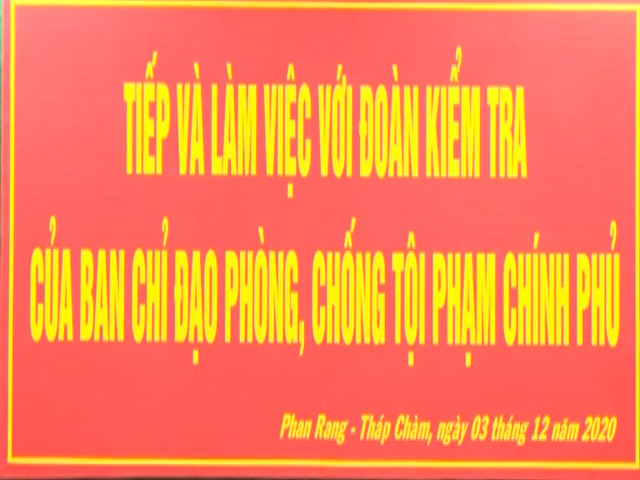 TIẾP VÀ LÀM VIỆC VỚI ĐOÀN KIỂM TRA
CỦA BAN CHỈ ĐẠO PHÒNG, CHỐNG TỘI PHẠM CHÍNH PHỦ
Phan Rang - Tháp Chàm, ngày 03 tháng 12 năm 2020